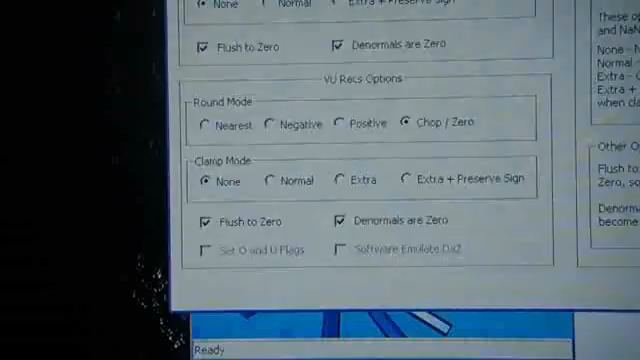 None Normal Extra + Preserve Sign
Flush to Zero Denormals are Zero
VU Recs Options
Round Mode
Nearest Negative Positive Chop / Zero
Clamp Mode
None Normal Extra Extra + Preserve Sign
Flush to Zero Denormals are Zero
Set O and U Flags Software Emulate DaZ
Ready
These op
and NaN
None - N
Normal -
Extra - C
Extra +
when cla
Other O
Flush to
Zero, so
Denorma
become